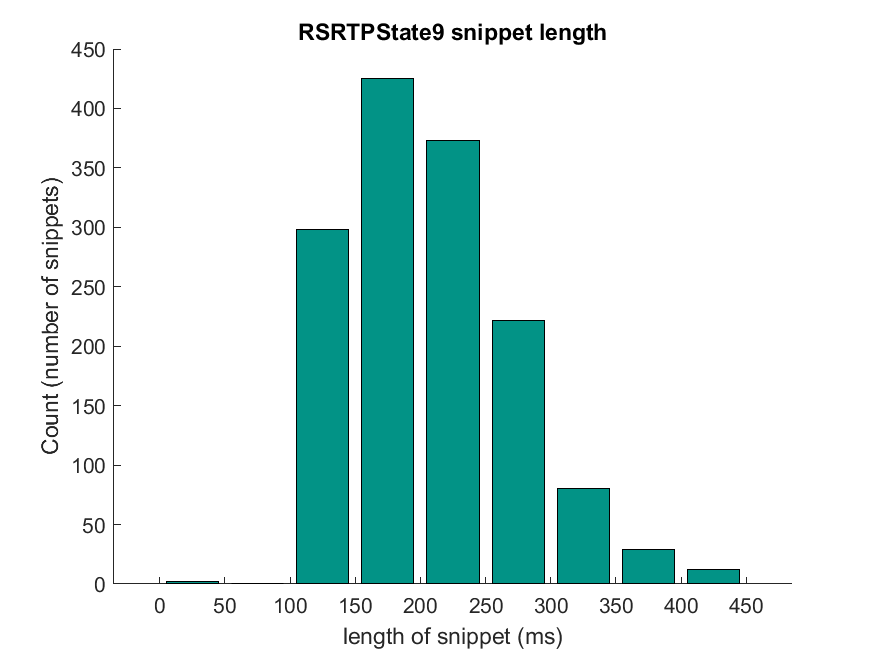 RSRTPState9 snippet length
450
400
350
300
250
200
150
100
50
0
Count (number of snippets)
0 50 100 150 200 250 300 350 400 450
length of snippet (ms)